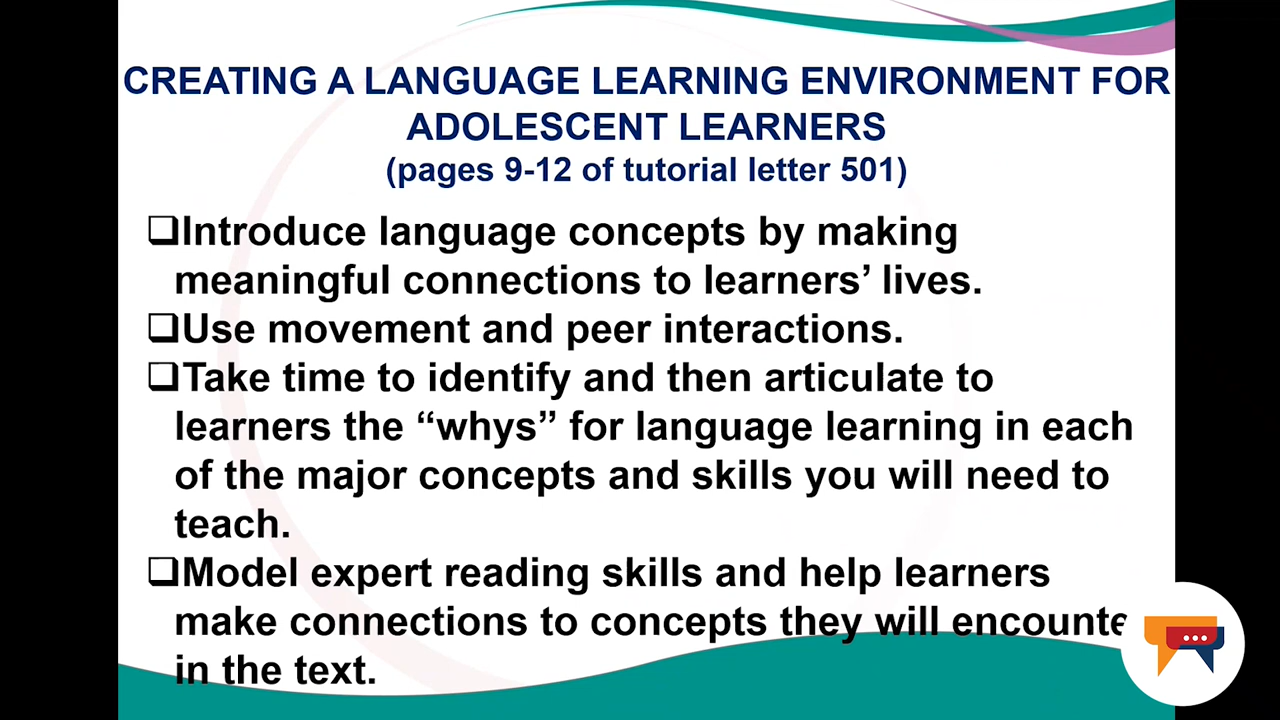 CREATING A LANGUAGE LEARNING ENVIRONMENT FOR
ADOLESCENT LEARNERS
(pages 9-12 of tutorial letter 501)
❑Introduce language concepts by making
meaningful connections to learners’ lives.
❑Use movement and peer interactions.
❑Take time to identify and then articulate to
learners the “whys” for language learning in each
of the major concepts and skills you will need to
teach.
❑Model expert reading skills and help learners
make connections to concepts they will encounte
in the text.